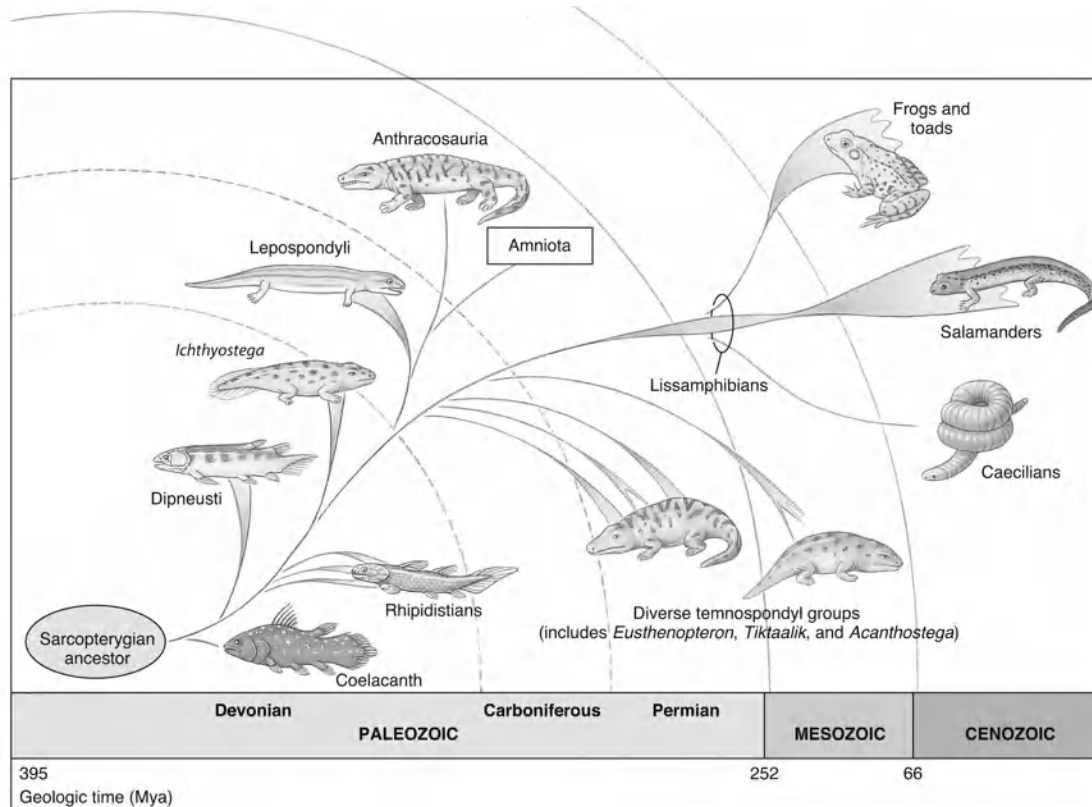 Frogs and
toads
Anthracosauria
Amniota
Lepospondyli
Salamanders
Ichthyostega
Lissamphibians
Caecilians
Dipneusti
Rhipidistians
Diverse temnospondyl groups
(includes Eusthenopteron, Tiktaalik, and Acanthostega)
Sarcopterygian
ancestor
Coelacanth
Devonian
Carboniferous
Permian
PALEOZOIC
MESOZOIC
CENOZOIC
395
252
66
Geologic time (Mya)